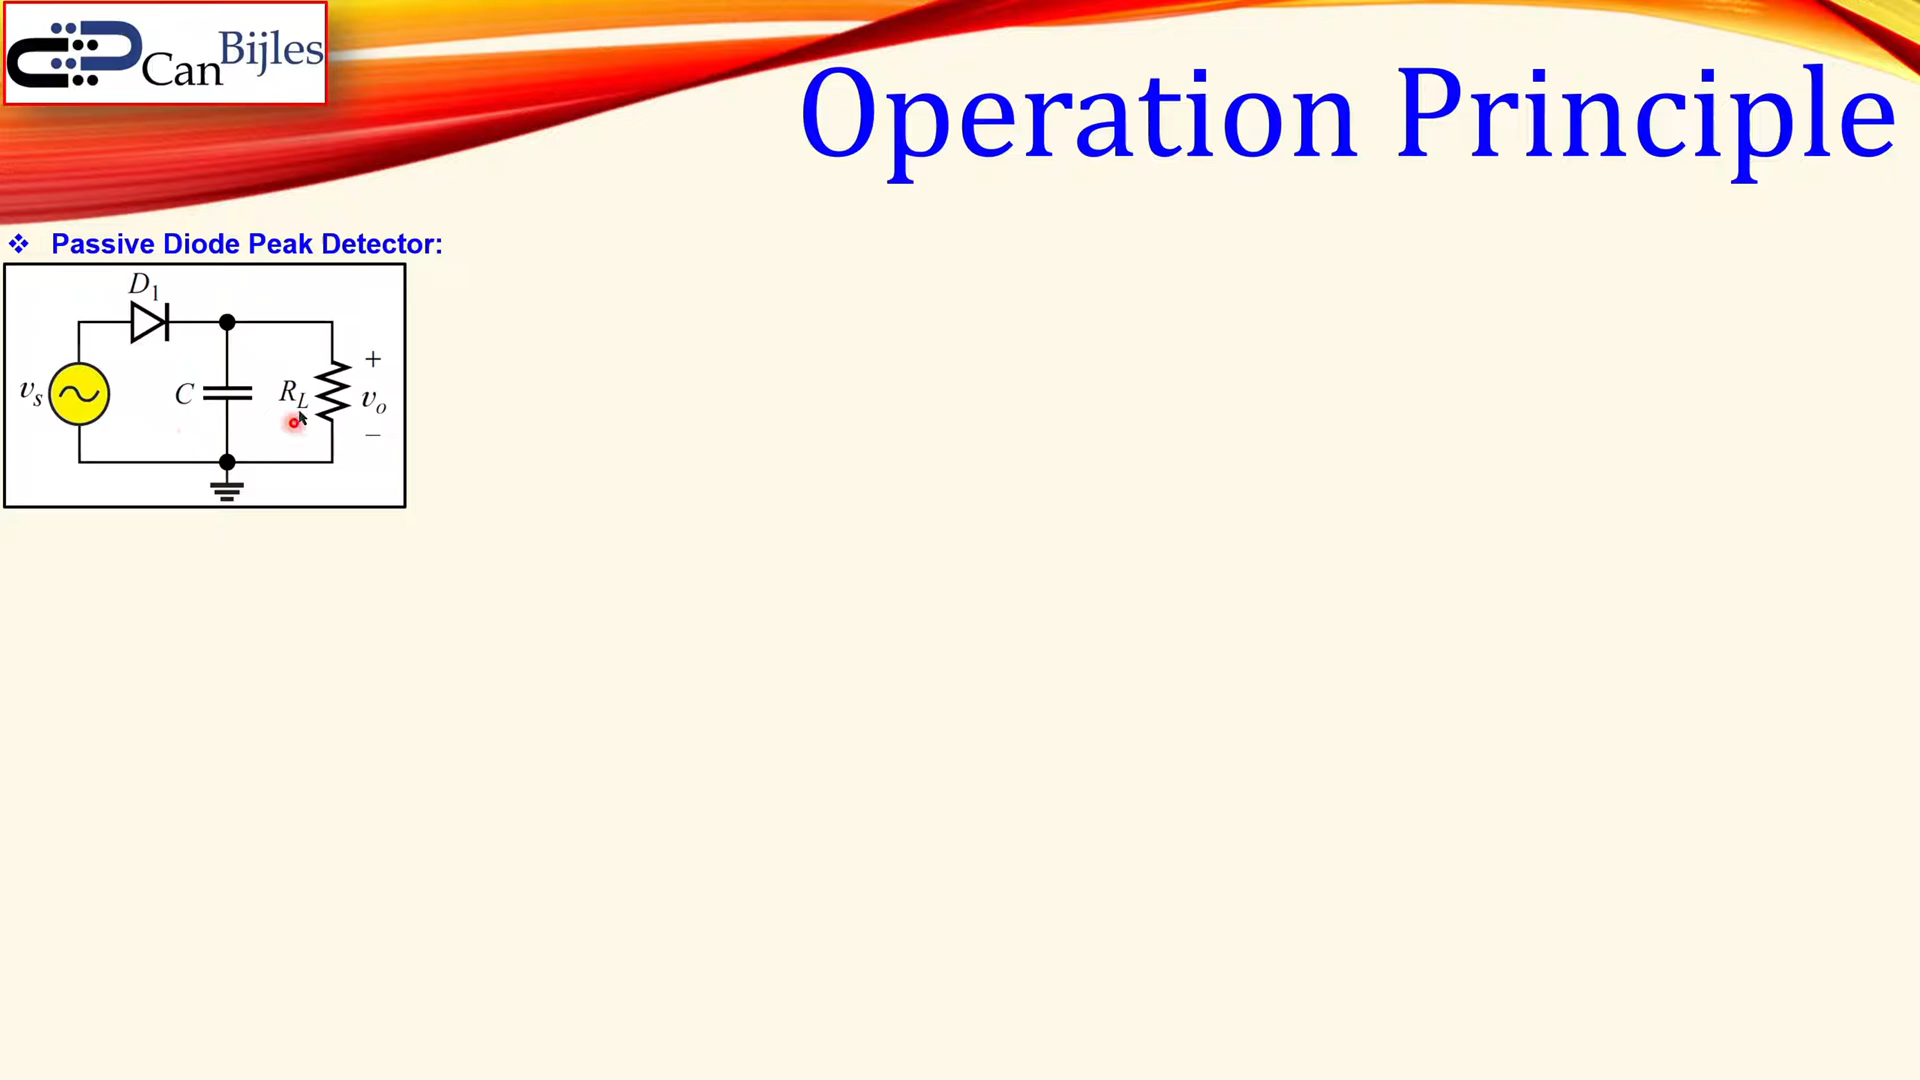 Can Bijles
Operation Principle
❖ Passive Diode Peak Detector:
D1
+
vs
C
RL
vo
−